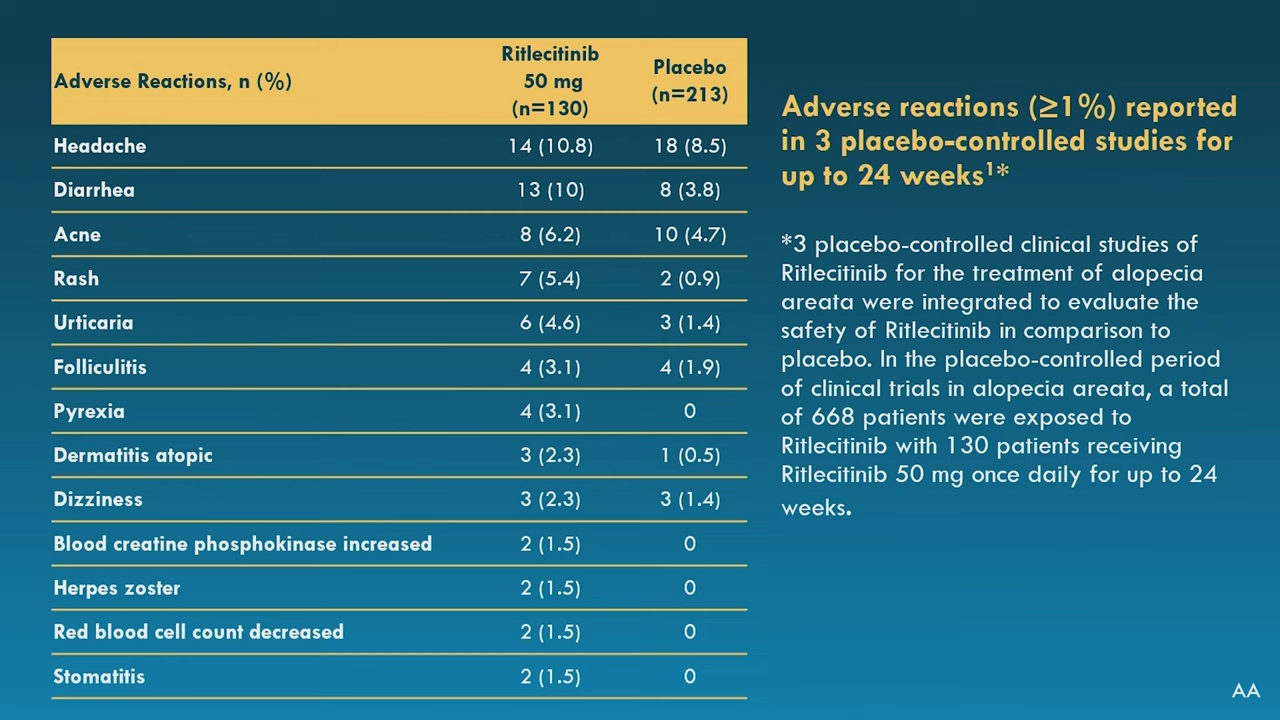 Adverse Reactions, n (%) Ritlecitinib 50 mg (n=130) Placebo (n=213)
Headache 14 (10.8) 18 (8.5)
Diarrhea 13 (10) 8 (3.8)
Acne 8 (6.2) 10 (4.7)
Rash 7 (5.4) 2 (0.9)
Urticaria 6 (4.6) 3 (1.4)
Folliculitis 4 (3.1) 4 (1.9)
Pyrexia 4 (3.1) 0
Dermatitis atopic 3 (2.3) 1 (0.5)
Dizziness 3 (2.3) 3 (1.4)
Blood creatine phosphokinase increased 2 (1.5) 0
Herpes zoster 2 (1.5) 0
Red blood cell count decreased 2 (1.5) 0
Stomatitis 2 (1.5) 0
Adverse reactions (≥1%) reported
in 3 placebo-controlled studies for
up to 24 weeks¹*
*3 placebo-controlled clinical studies of
Ritlecitinib for the treatment of alopecia
areata were integrated to evaluate the
safety of Ritlecitinib in comparison to
placebo. In the placebo-controlled period
of clinical trials in alopecia areata, a total
of 668 patients were exposed to
Ritlecitinib with 130 patients receiving
Ritlecitinib 50 mg once daily for up to 24
weeks.
AA